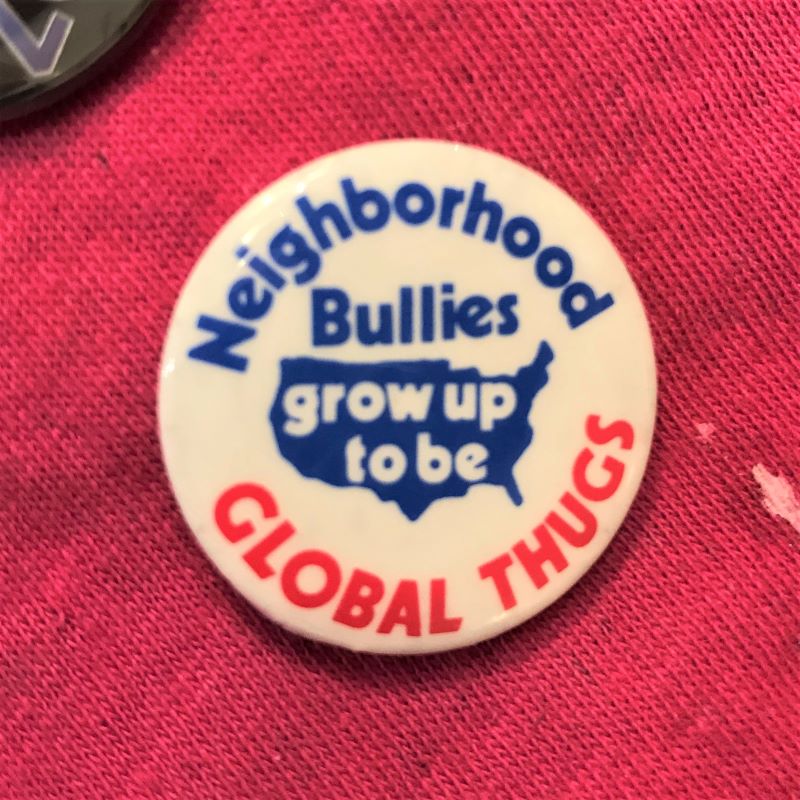 Neighborhood
Bullies
grow up
to be
GLOBAL THUGS